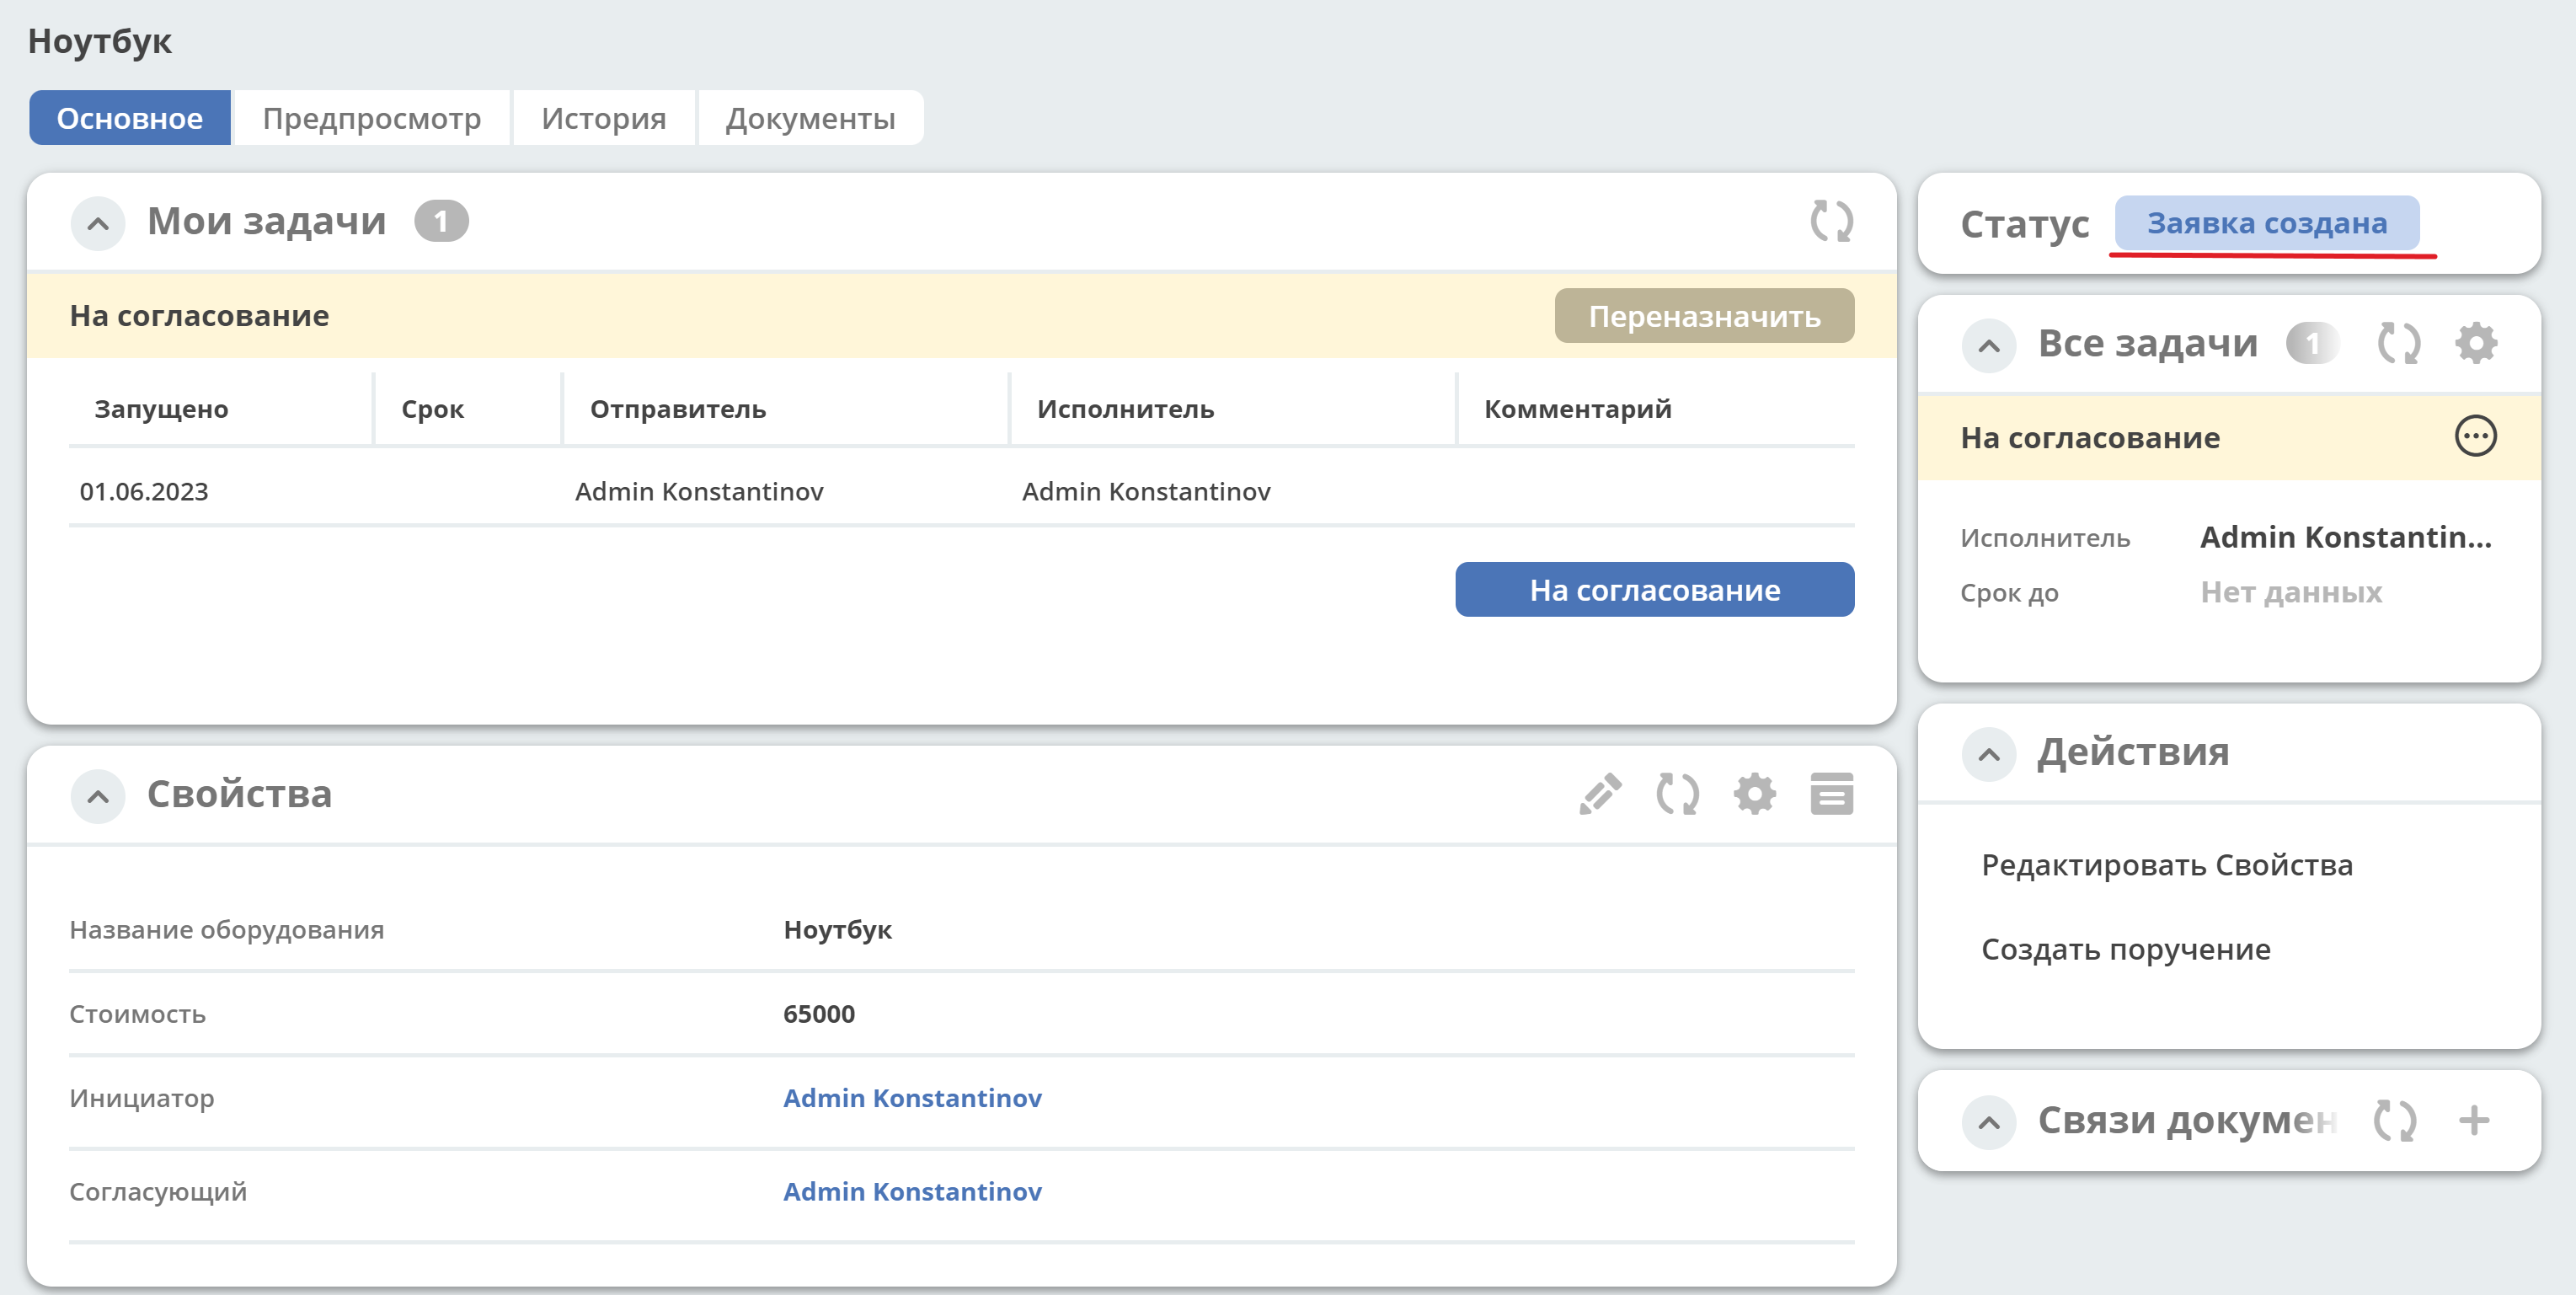 Ноутбук
Основное Предпросмотр История Документы
Мои задачи 1
На согласование Переназначить
Запущено Срок Отправитель Исполнитель Комментарий
01.06.2023 Admin Konstantinov Admin Konstantinov
На согласование
Свойства
Название оборудования Ноутбук
Стоимость 65000
Инициатор Admin Konstantinov
Согласующий Admin Konstantinov
Статус Заявка создана
Все задачи 1
На согласование
Исполнитель Admin Konstantin...
Срок до Нет данных
Действия
Редактировать Свойства
Создать поручение
Связи докумен